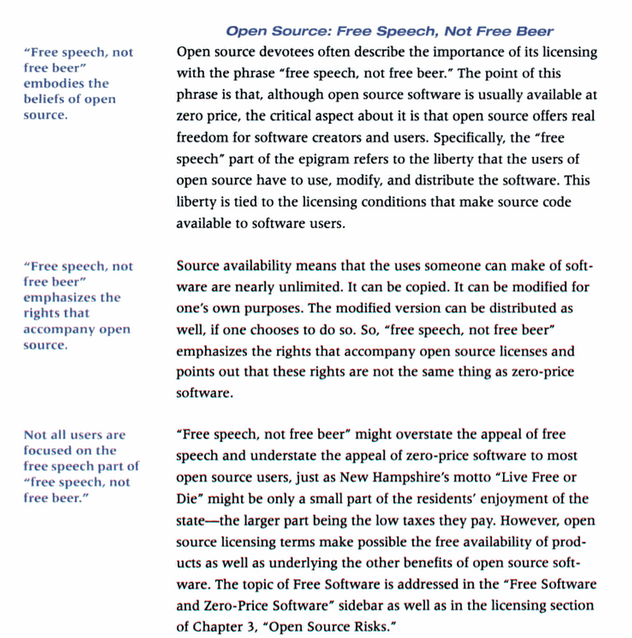 Open Source: Free Speech, Not Free Beer
“Free speech, not
free beer”
embodies the
beliefs of open
source.
Open source devotees often describe the importance of its licensing
with the phrase “free speech, not free beer.” The point of this
phrase is that, although open source software is usually available at
zero price, the critical aspect about it is that open source offers real
freedom for software creators and users. Specifically, the “free
speech” part of the epigram refers to the liberty that the users of
open source have to use, modify, and distribute the software. This
liberty is tied to the licensing conditions that make source code
available to software users.
“Free speech, not
free beer”
emphasizes the
rights that
accompany open
source.
Source availability means that the uses someone can make of soft-
ware are nearly unlimited. It can be copied. It can be modified for
one’s own purposes. The modified version can be distributed as
well, if one chooses to do so. So, “free speech, not free beer”
emphasizes the rights that accompany open source licenses and
points out that these rights are not the same thing as zero-price
software.
Not all users are
focused on the
free speech part of
“free speech, not
free beer.”
“Free speech, not free beer” might overstate the appeal of free
speech and understate the appeal of zero-price software to most
open source users, just as New Hampshire’s motto “Live Free or
Die” might be only a small part of the residents’ enjoyment of the
state—the larger part being the low taxes they pay. However, open
source licensing terms make possible the free availability of prod-
ucts as well as underlying the other benefits of open source soft-
ware. The topic of Free Software is addressed in the “Free Software
and Zero-Price Software” sidebar as well as in the licensing section
of Chapter 3, “Open Source Risks.”